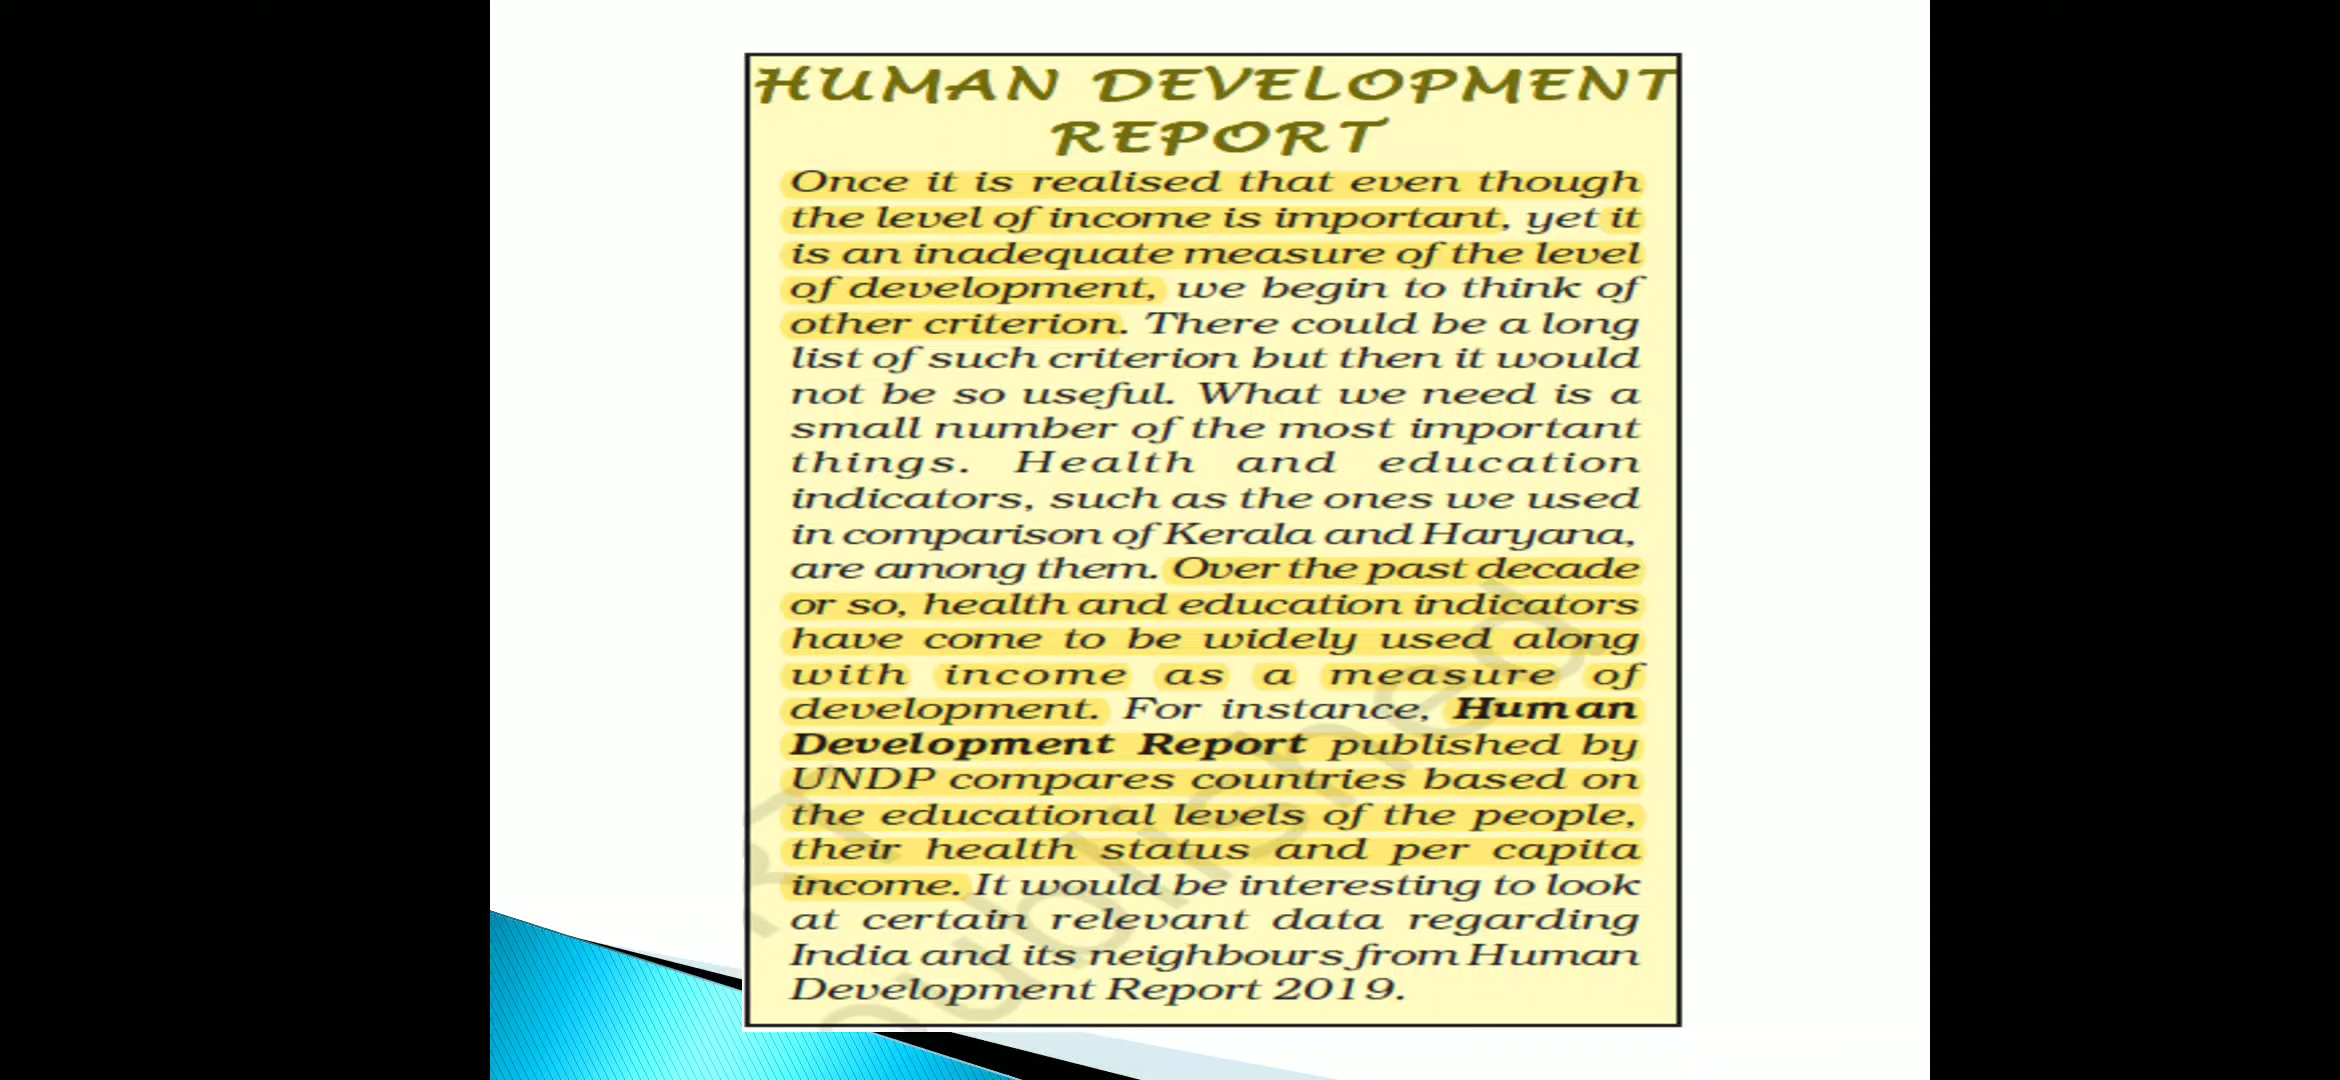 HUMAN DEVELOPMENT
REPORT
Once it is realised that even though
the level of income is important, yet it
is an inadequate measure of the level
of development, we begin to think of
other criterion. There could be a long
list of such criterion but then it would
not be so useful. What we need is a
small number of the most important
things. Health and education
indicators, such as the ones we used
in comparison of Kerala and Haryana,
are among them. Over the past decade
or so, health and education indicators
have come to be widely used along
with income as a measure of
development. For instance, Human
Development Report published by
UNDP compares countries based on
the educational levels of the people,
their health status and per capita
income. It would be interesting to look
at certain relevant data regarding
India and its neighbours from Human
Development Report 2019.